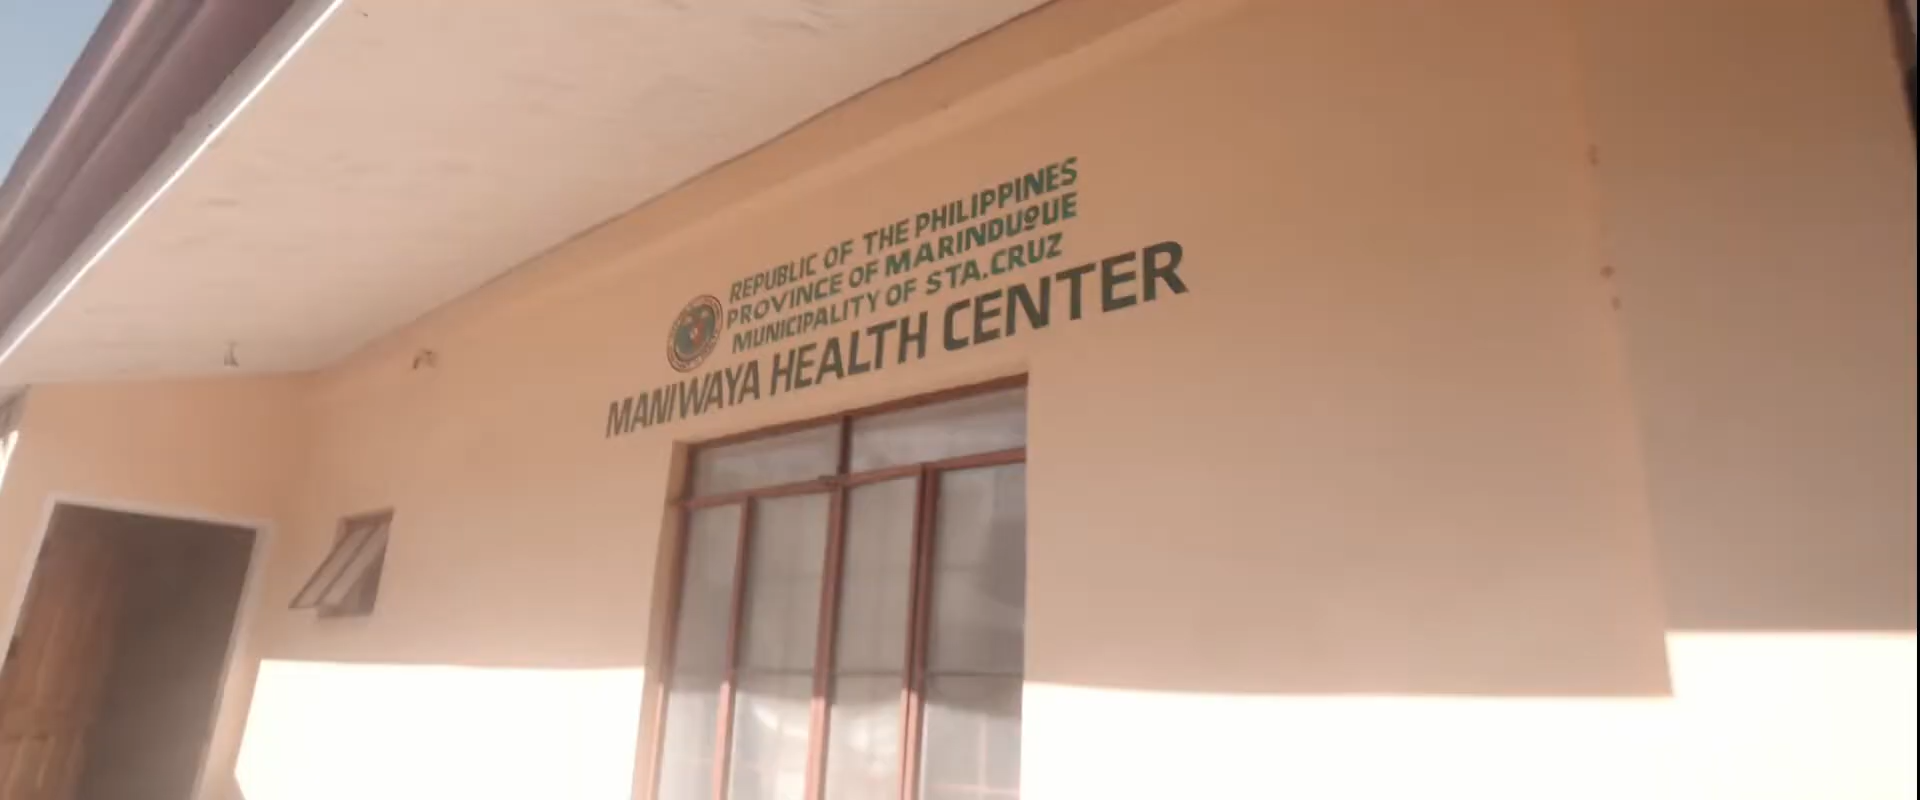 REPUBLIC OF THE PHILIPPINES
PROVINCE OF MARINDUQUE
MUNICIPALITY OF STA.CRUZ
MANIWAYA HEALTH CENTER